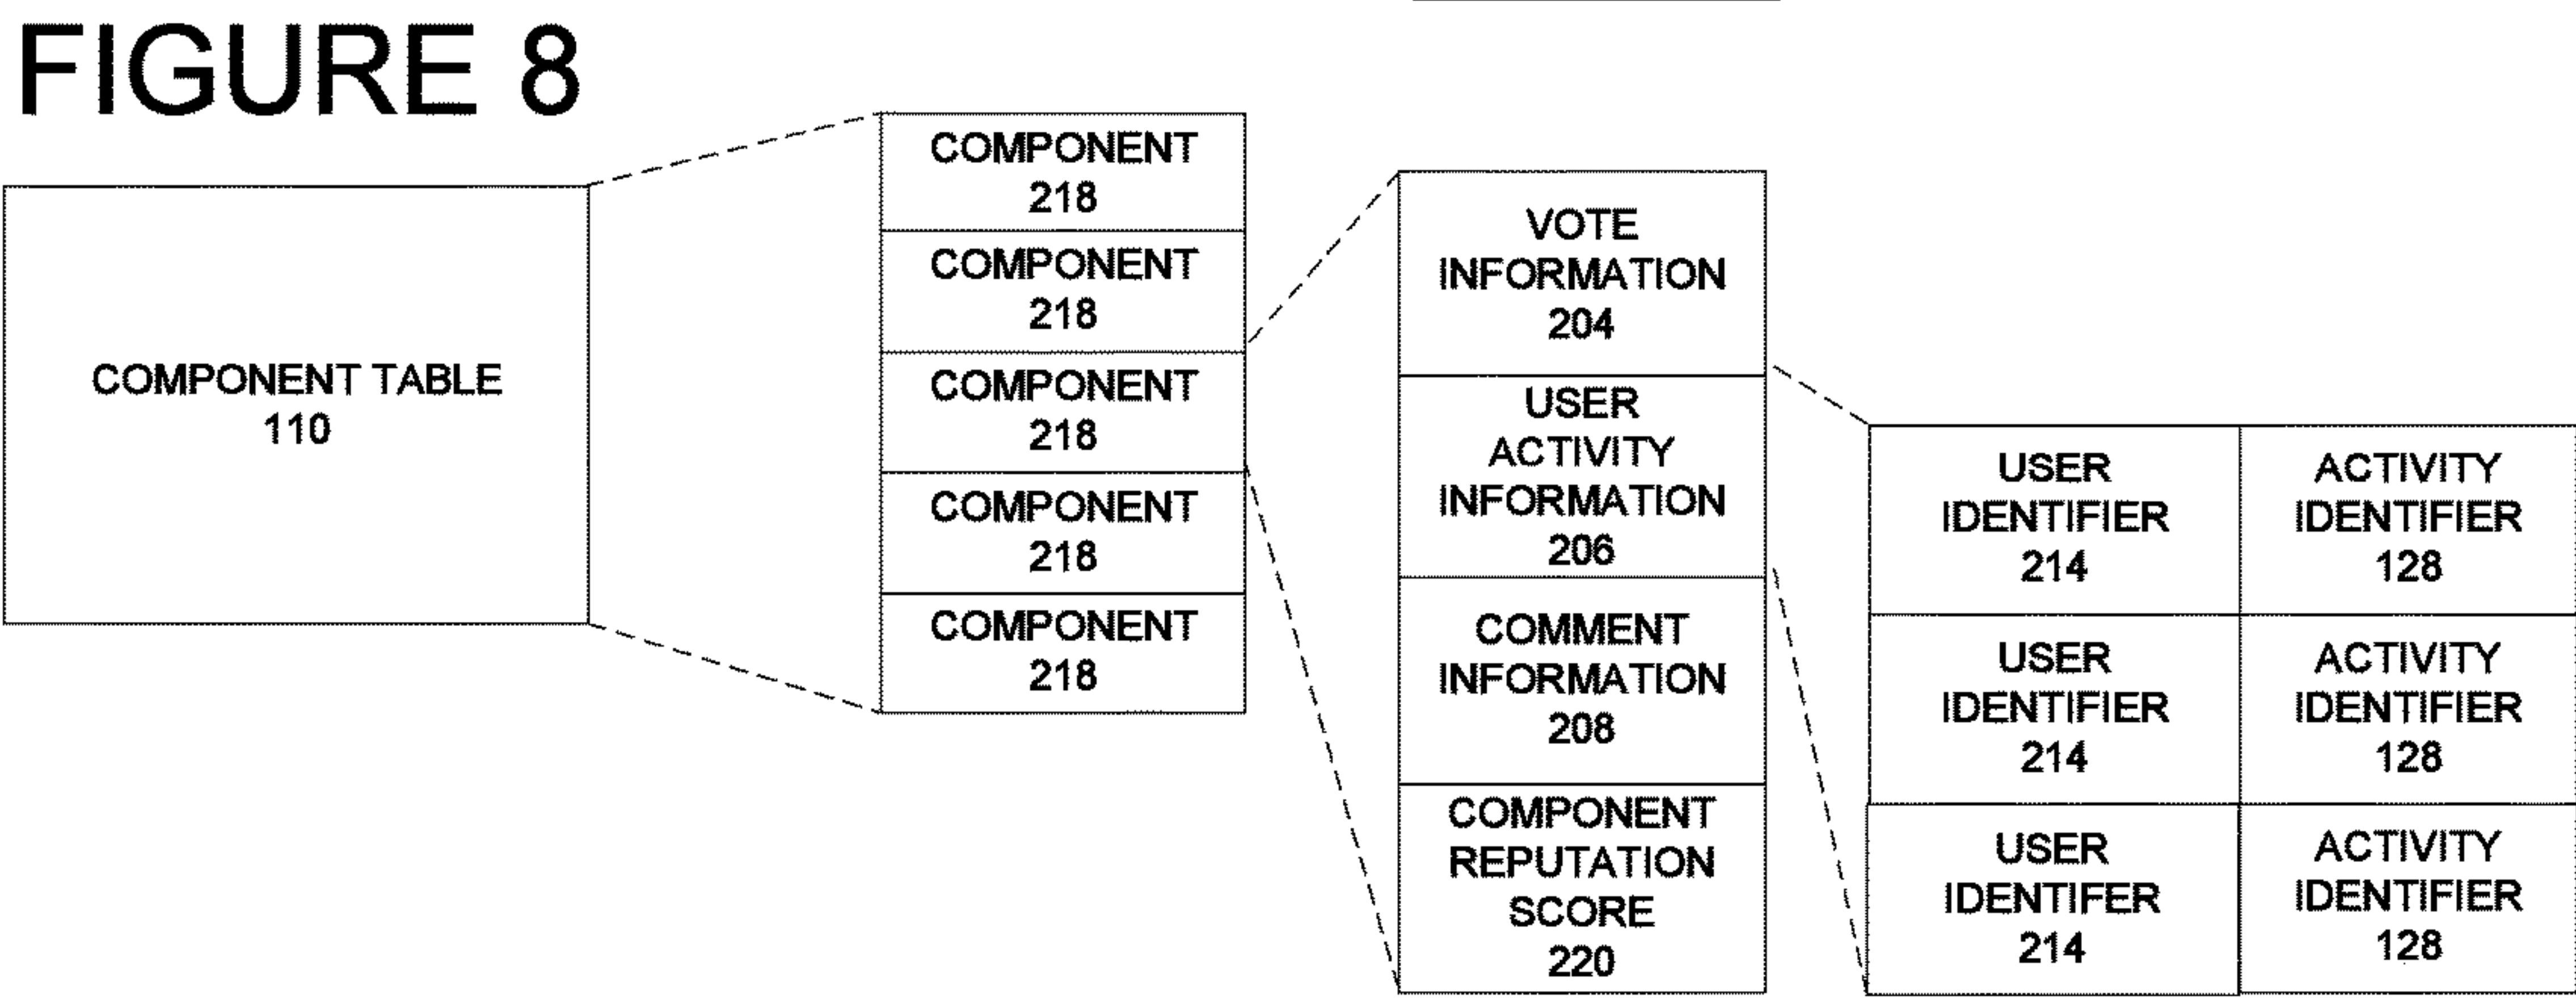 FIGURE 8
COMPONENT TABLE
110
COMPONENT
218
COMPONENT
218
COMPONENT
218
COMPONENT
218
COMPONENT
218
VOTE
INFORMATION
204
USER
ACTIVITY
INFORMATION
206
COMMENT
INFORMATION
208
COMPONENT
REPUTATION
SCORE
220
USER
IDENTIFIER
214
ACTIVITY
IDENTIFIER
128
USER
IDENTIFIER
214
ACTIVITY
IDENTIFIER
128
USER
IDENTIFER
214
ACTIVITY
IDENTIFIER
128